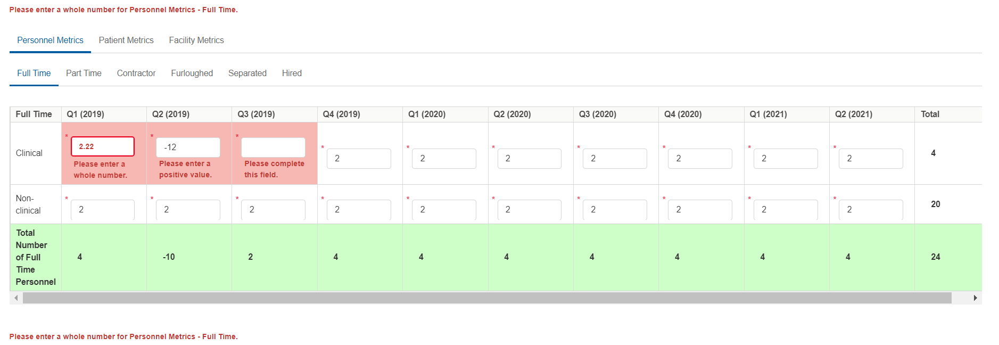 Please enter a whole number for Personnel Metrics - Full Time.
Personnel Metrics Patient Metrics Facility Metrics
Full Time Part Time Contractor Furloughed Separated Hired
Full Time Q1 (2019) Q2 (2019) Q3 (2019) Q4 (2019) Q1 (2020) Q2 (2020) Q3 (2020) Q4 (2020) Q1 (2021) Q2 (2021) Total
Clinical * 2.22 * -12 * * 2 * 2 * 2 * 2 * 2 * 2 * 2 4
Please enter a Please enter a Please complete
whole number. positive value. this field.
Non-
clinical * 2 * 2 * 2 * 2 * 2 * 2 * 2 * 2 * 2 * 2 20
Total
Number
of Full 4 -10 2 4 4 4 4 4 4 4 24
Time
Personnel
Please enter a whole number for Personnel Metrics - Full Time.